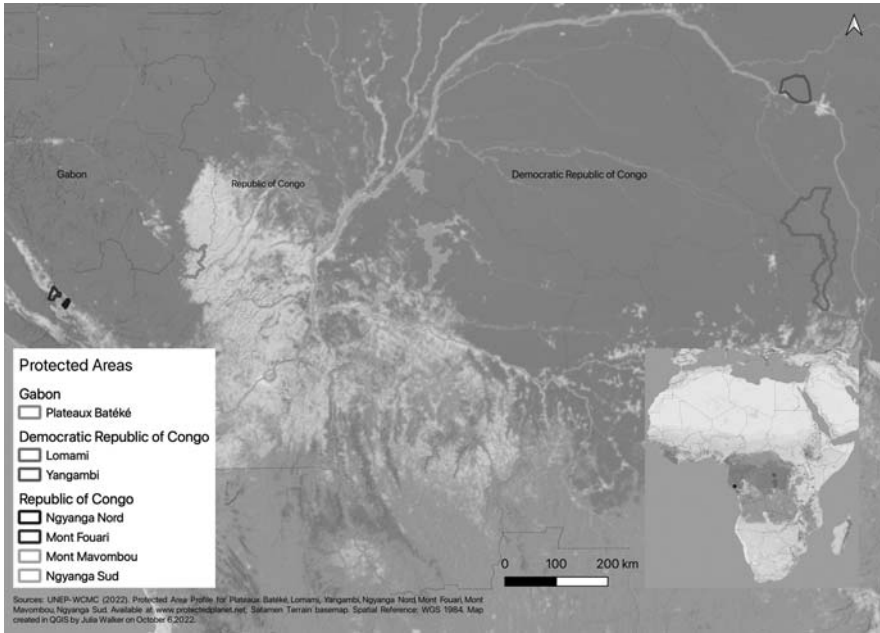 Gabon
Republic of Congo
Democratic Republic of Congo
Protected Areas
Gabon
Plateaux Batéké
Democratic Republic of Congo
Lomami
Yangambi
Republic of Congo
Ngyanga Nord
Mont Fouari
Mont Mavombou
Ngyanga Sud
0 100 200 km
Sources: UNEP-WCMC (2022). Protected Area Profile for Plateaux Batéké, Lomami, Yangambi, Ngyanga Nord, Mont Fouari, Mont
Mavombou, Ngyanga Sud. Available at: www.protectedplanet.net, Satamen Terrain basemap. Spatial Reference: WGS 1984. Map
created in QGIS by Julia Walker on October 6,2022.